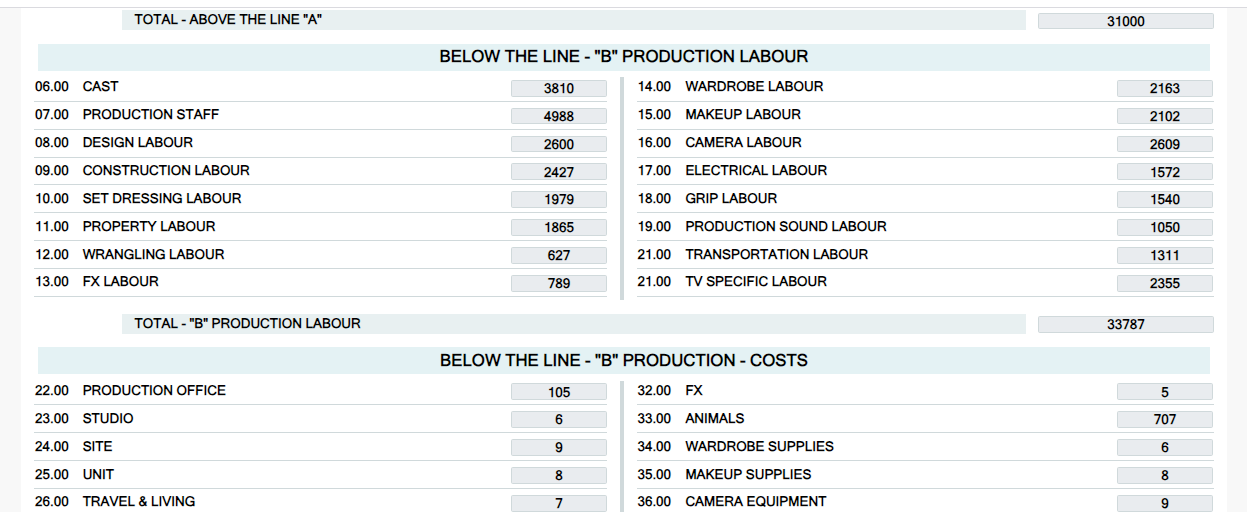 TOTAL - ABOVE THE LINE "A" 31000
BELOW THE LINE - "B" PRODUCTION LABOUR
06.00 CAST 3810 14.00 WARDROBE LABOUR 2163
07.00 PRODUCTION STAFF 4988 15.00 MAKEUP LABOUR 2102
08.00 DESIGN LABOUR 2600 16.00 CAMERA LABOUR 2609
09.00 CONSTRUCTION LABOUR 2427 17.00 ELECTRICAL LABOUR 1572
10.00 SET DRESSING LABOUR 1979 18.00 GRIP LABOUR 1540
11.00 PROPERTY LABOUR 1865 19.00 PRODUCTION SOUND LABOUR 1050
12.00 WRANGLING LABOUR 627 21.00 TRANSPORTATION LABOUR 1311
13.00 FX LABOUR 789 21.00 TV SPECIFIC LABOUR 2355
TOTAL - "B" PRODUCTION LABOUR 33787
BELOW THE LINE - "B" PRODUCTION - COSTS
22.00 PRODUCTION OFFICE 105 32.00 FX 5
23.00 STUDIO 6 33.00 ANIMALS 707
24.00 SITE 9 34.00 WARDROBE SUPPLIES 6
25.00 UNIT 8 35.00 MAKEUP SUPPLIES 8
26.00 TRAVEL & LIVING 7 36.00 CAMERA EQUIPMENT 9